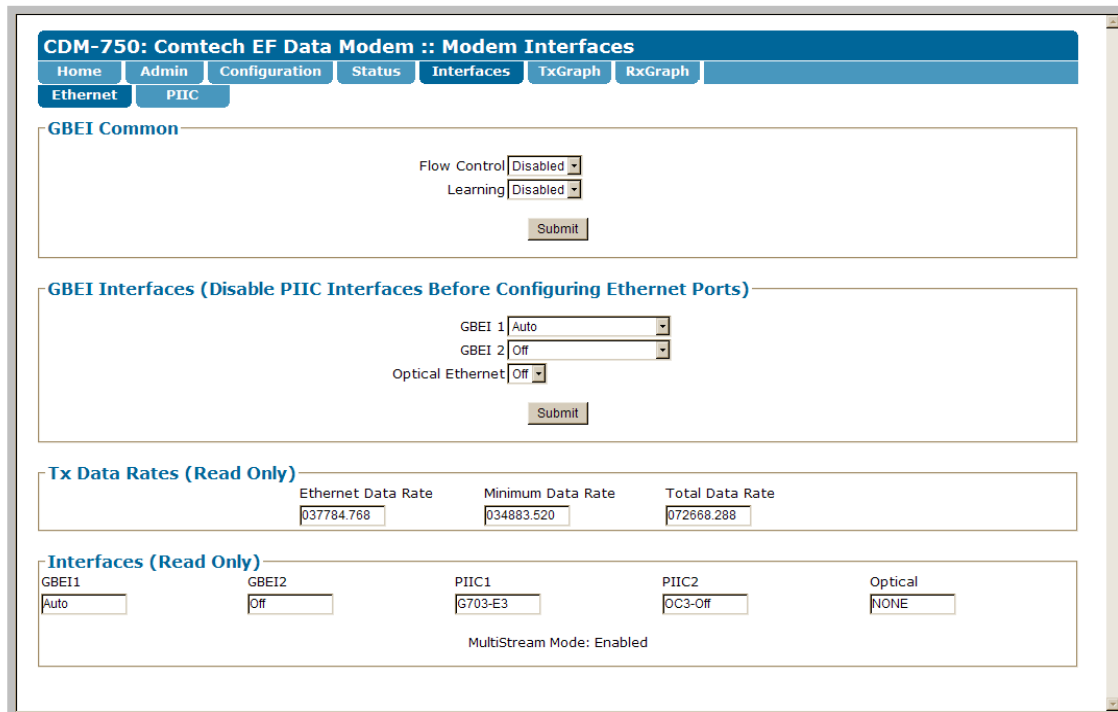 CDM-750: Comtech EF Data Modem :: Modem Interfaces
Home Admin Configuration Status Interfaces TxGraph RxGraph
Ethernet PIIC
GBEI Common
Flow Control Disabled
Learning Disabled
Submit
GBEI Interfaces (Disable PIIC Interfaces Before Configuring Ethernet Ports)
GBEI 1 Auto
GBEI 2 Off
Optical Ethernet Off
Submit
Tx Data Rates (Read Only)
Ethernet Data Rate Minimum Data Rate Total Data Rate
037784.768 034883.520 072668.288
Interfaces (Read Only)
GBEI1 GBEI2 PIIC1 PIIC2 Optical
Auto Off G703-E3 OC3-Off NONE
MultiStream Mode: Enabled